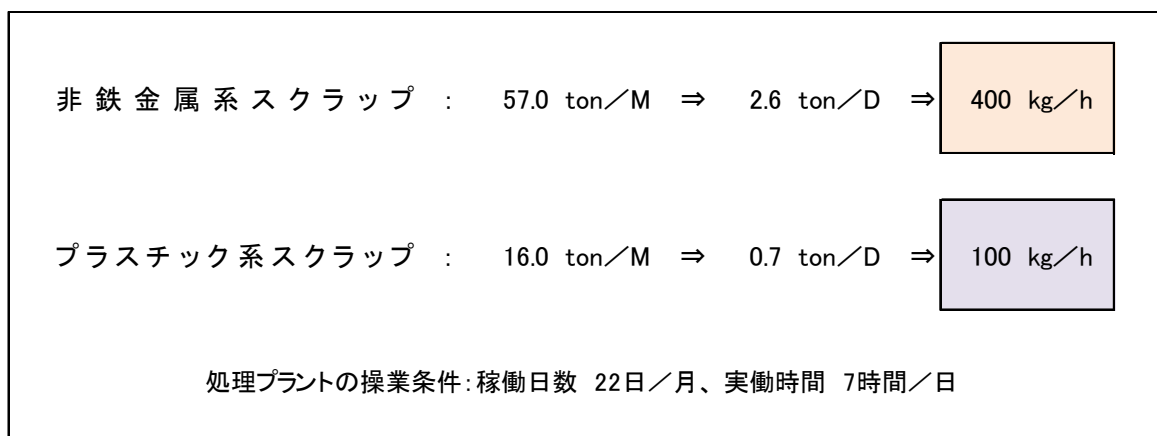 非鉄金属系スクラップ : 57.0 ton／M ⇒ 2.6 ton／D ⇒ 400 kg／h
プラスチック系スクラップ : 16.0 ton／M ⇒ 0.7 ton／D ⇒ 100 kg／h
処理プラントの操業条件：稼働日数 22日／月、実働時間 7時間／日